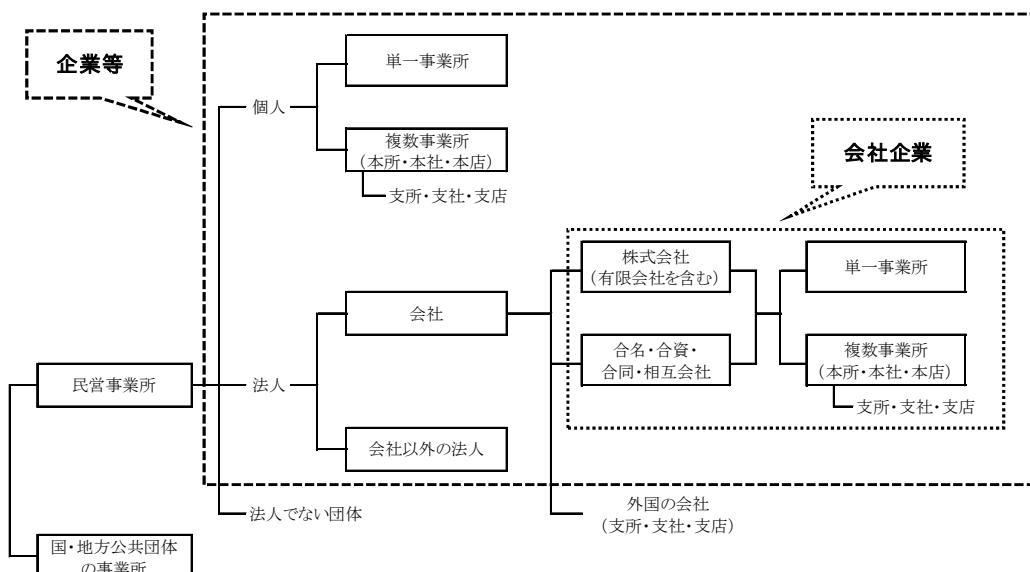 企業等
単一事業所
個人
複数事業所
(本所・本社・本店)
支所・支社・支店
会社企業
株式会社
(有限会社を含む)
単一事業所
会社
合名・合資・
合同・相互会社
複数事業所
(本所・本社・本店)
支所・支社・支店
民営事業所
法人
会社以外の法人
法人でない団体
外国の会社
(支所・支社・支店)
国・地方公共団体
の事業所